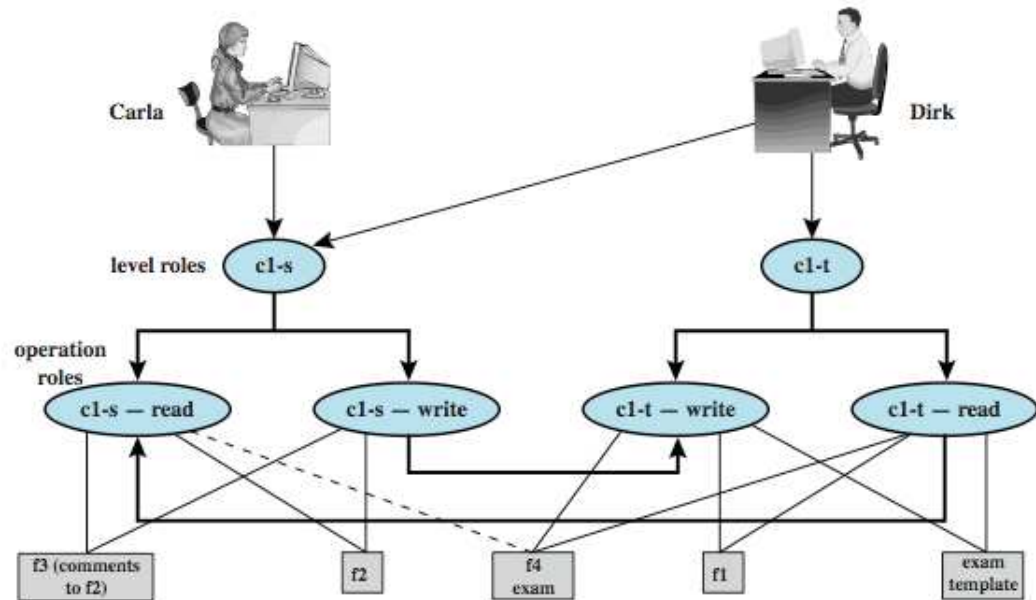 Carla
Dirk
level roles
c1-s
c1-t
operation
roles
c1-s — read
c1-s — write
c1-t — write
c1-t — read
f3 (comments
to f2)
f2
f4
exam
f1
exam
template